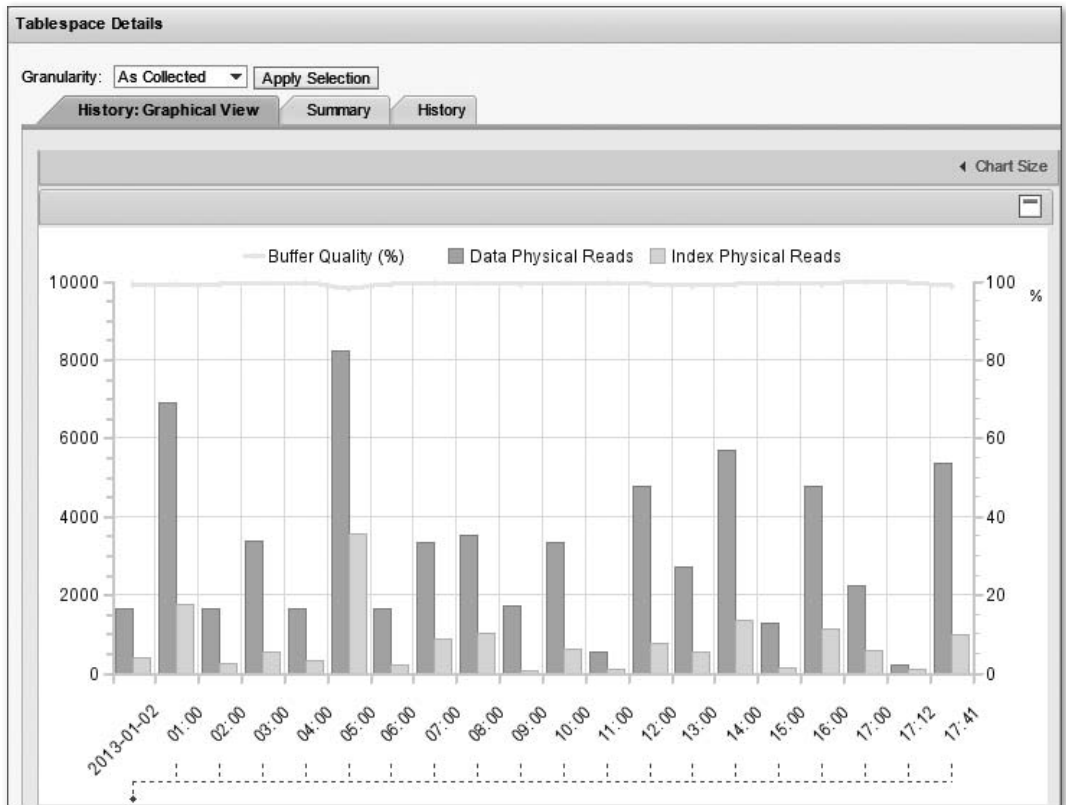 Tablespace Details
Granularity: As Collected Apply Selection
History: Graphical View Summary History
Chart Size
Buffer Quality (%) Data Physical Reads Index Physical Reads
10000 100
%
8000 80
6000 60
4000 40
2000 20
0 0
2013-01-02 01:00 02:00 03:00 04:00 05:00 06:00 07:00 08:00 09:00 10:00 11:00 12:00 13:00 14:00 15:00 16:00 17:00 17:12 17:41